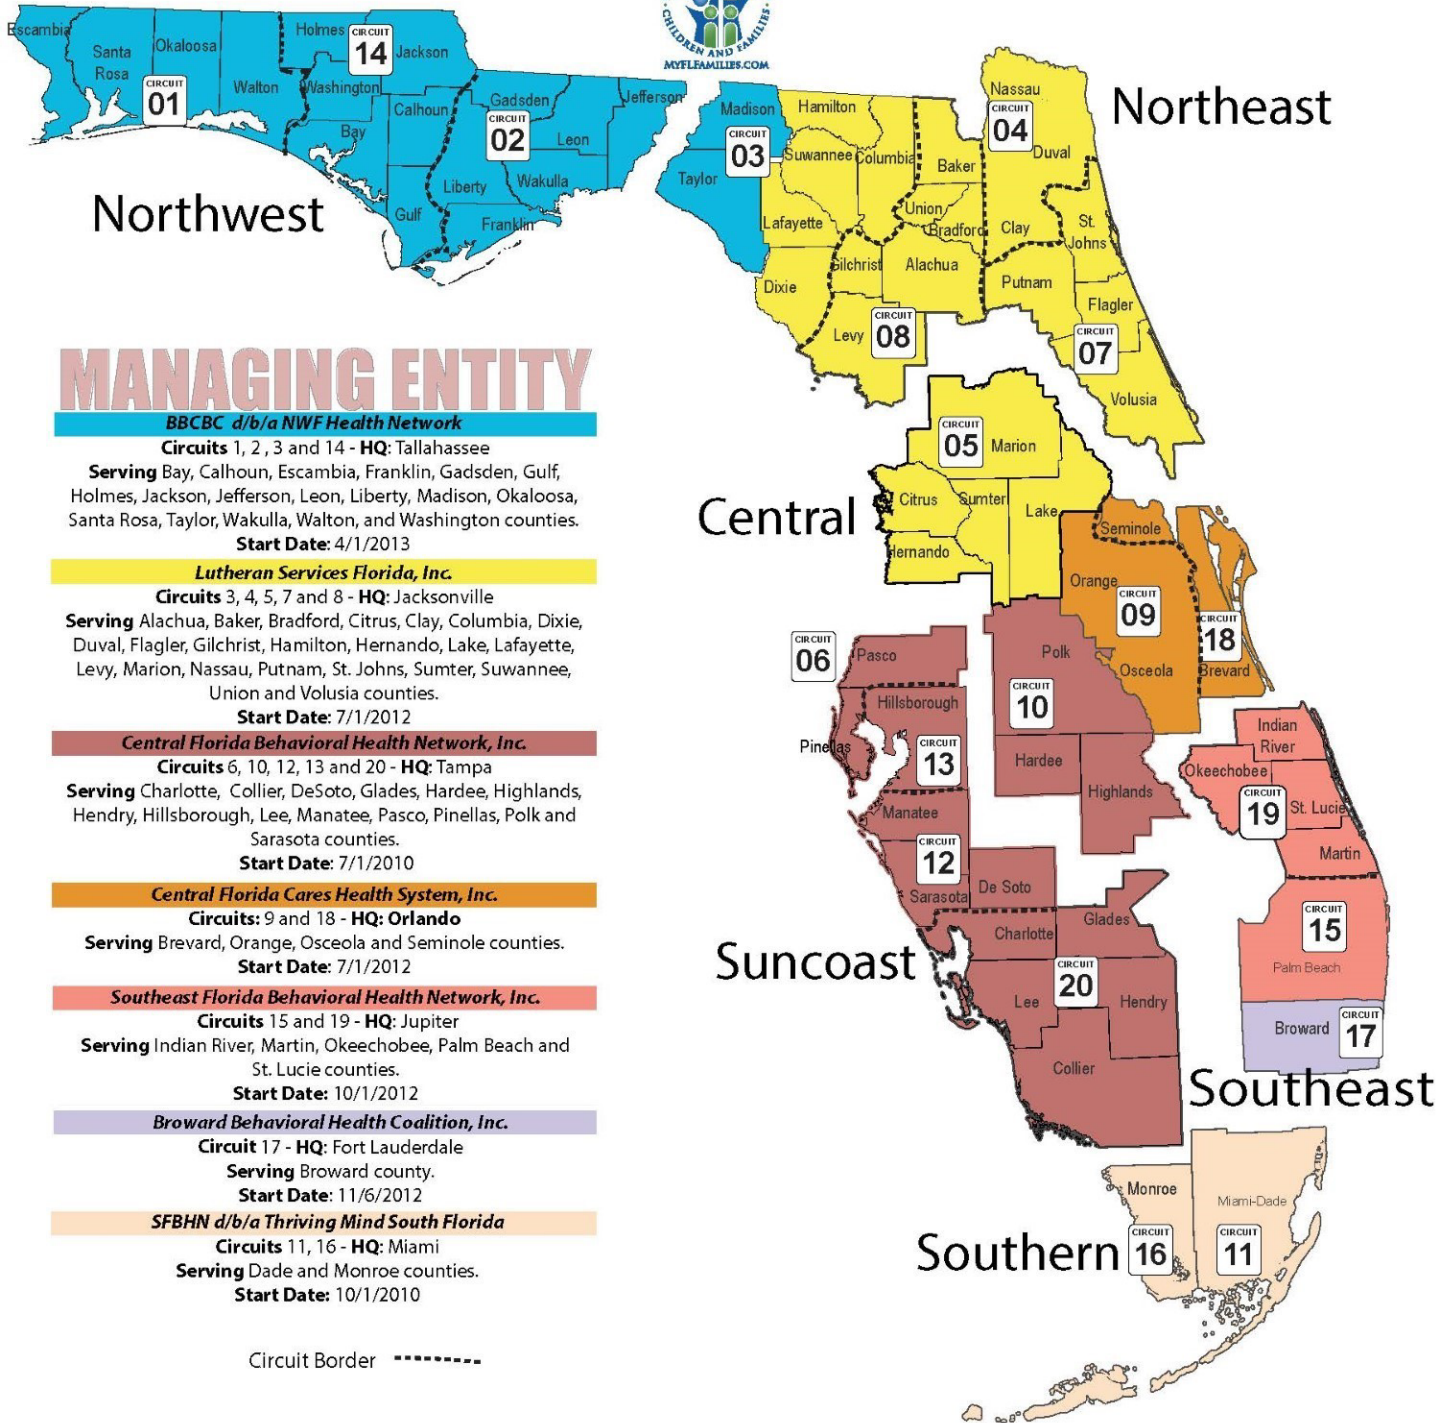 CHILDREN AND FAMILIES
MYFLFAMILIES.COM
Escambia
Santa
Rosa
Okaloosa
Walton
CIRCUIT
01
Holmes
CIRCUIT
14
Jackson
Washington
Calhoun
Bay
Gulf
Gadsden
Jefferson
CIRCUIT
02
Leon
Liberty
Wakulla
Franklin
Northwest
Madison
CIRCUIT
03
Taylor
Hamilton
Suwannee
Columbia
Lafayette
Dixie
Baker
Union
Bradford
Gilchrist
Alachua
Levy
CIRCUIT
08
Nassau
CIRCUIT
04
Duval
Clay
St.
Johns
Putnam
Flagler
CIRCUIT
07
Volusia
Northeast
CIRCUIT
05
Marion
Citrus
Sumter
Lake
Hernando
Central
Seminole
Orange
CIRCUIT
09
Osceola
CIRCUIT
18
Brevard
CIRCUIT
06
Pasco
Hillsborough
Pinellas
CIRCUIT
13
Manatee
CIRCUIT
12
Sarasota
De Soto
Polk
CIRCUIT
10
Hardee
Highlands
Glades
Charlotte
CIRCUIT
20
Lee
Hendry
Collier
Suncoast
Indian
River
Okeechobee
CIRCUIT
19
St. Lucie
Martin
CIRCUIT
15
Palm Beach
Broward
CIRCUIT
17
Southeast
Monroe
CIRCUIT
16
Miami-Dade
CIRCUIT
11
Southern
MANAGING ENTITY
BBCBC d/b/a NWF Health Network
Circuits 1, 2 , 3 and 14 - HQ: Tallahassee
Serving Bay, Calhoun, Escambia, Franklin, Gadsden, Gulf,
Holmes, Jackson, Jefferson, Leon, Liberty, Madison, Okaloosa,
Santa Rosa, Taylor, Wakulla, Walton, and Washington counties.
Start Date: 4/1/2013
Lutheran Services Florida, Inc.
Circuits 3, 4, 5, 7 and 8 - HQ: Jacksonville
Serving Alachua, Baker, Bradford, Citrus, Clay, Columbia, Dixie,
Duval, Flagler, Gilchrist, Hamilton, Hernando, Lake, Lafayette,
Levy, Marion, Nassau, Putnam, St. Johns, Sumter, Suwannee,
Union and Volusia counties.
Start Date: 7/1/2012
Central Florida Behavioral Health Network, Inc.
Circuits 6, 10, 12, 13 and 20 - HQ: Tampa
Serving Charlotte, Collier, DeSoto, Glades, Hardee, Highlands,
Hendry, Hillsborough, Lee, Manatee, Pasco, Pinellas, Polk and
Sarasota counties.
Start Date: 7/1/2010
Central Florida Cares Health System, Inc.
Circuits: 9 and 18 - HQ: Orlando
Serving Brevard, Orange, Osceola and Seminole counties.
Start Date: 7/1/2012
Southeast Florida Behavioral Health Network, Inc.
Circuits 15 and 19 - HQ: Jupiter
Serving Indian River, Martin, Okeechobee, Palm Beach and
St. Lucie counties.
Start Date: 10/1/2012
Broward Behavioral Health Coalition, Inc.
Circuit 17 - HQ: Fort Lauderdale
Serving Broward county.
Start Date: 11/6/2012
SFBHN d/b/a Thriving Mind South Florida
Circuits 11, 16 - HQ: Miami
Serving Dade and Monroe counties.
Start Date: 10/1/2010
Circuit Border